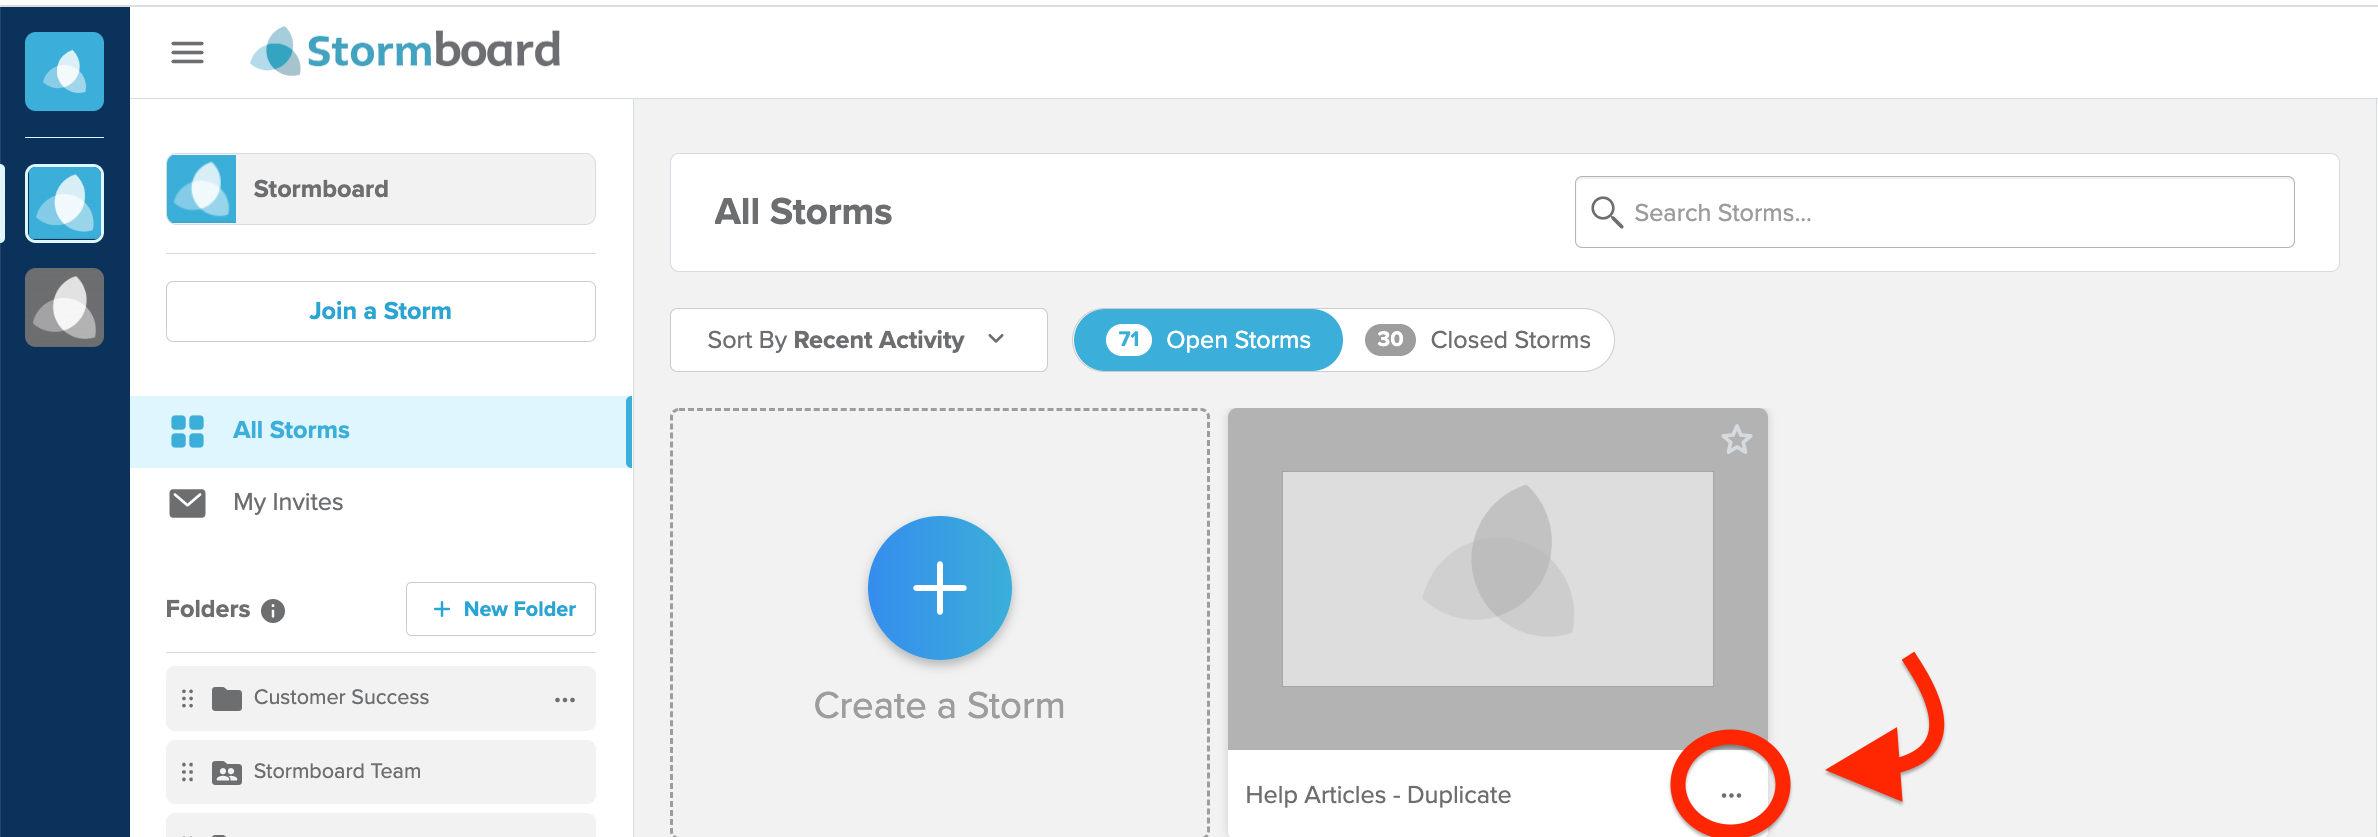 Stormboard
Stormboard
Join a Storm
All Storms
My Invites
Folders
+ New Folder
Customer Success
Stormboard Team
All Storms
Search Storms...
Sort By Recent Activity
71 Open Storms
30 Closed Storms
Create a Storm
Help Articles - Duplicate